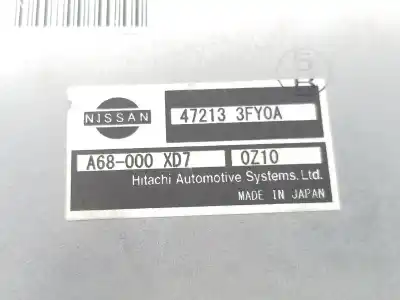 NISSAN
47213 3FY0A
A68-000 XD7 0Z10
Hitachi Automotive Systems.Ltd.
MADE IN JAPAN